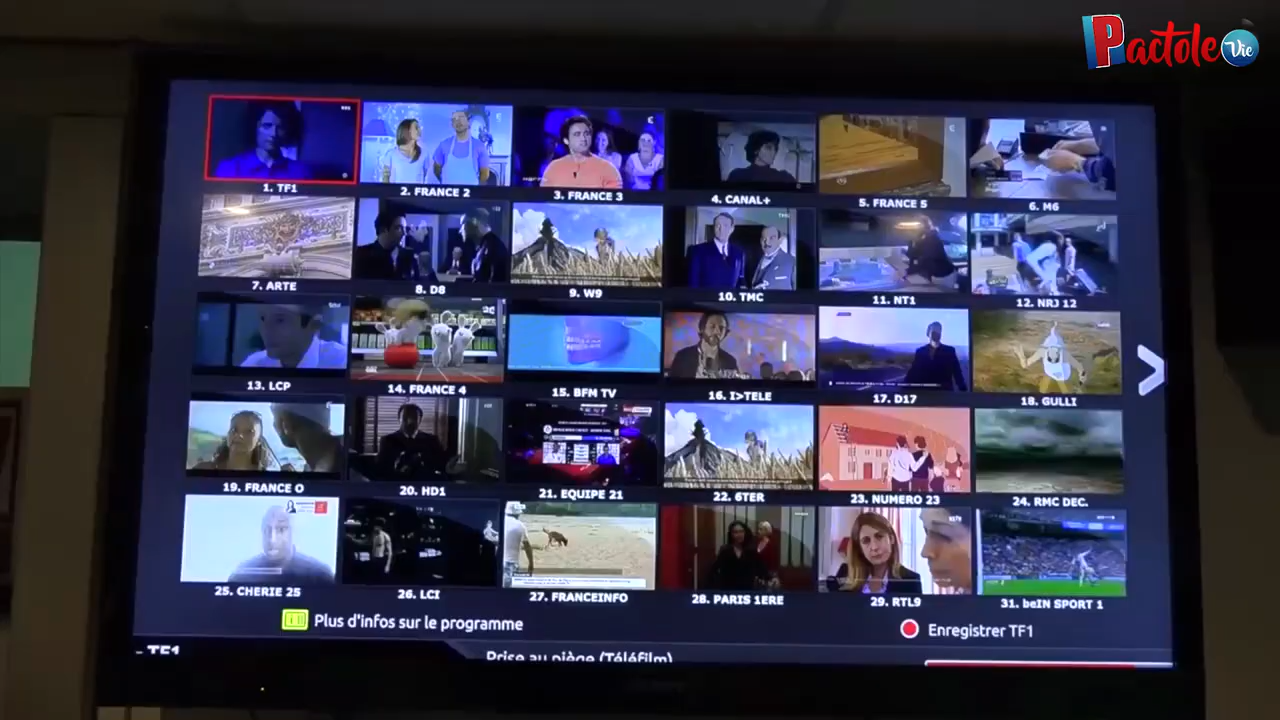 Pactole Vie
1. TF1
2. FRANCE 2
3. FRANCE 3
4. CANAL+
5. FRANCE 5
6. M6
7. ARTE
8. D8
9. W9
10. TMC
11. NT1
12. NRJ 12
13. LCP
14. FRANCE 4
15. BFM TV
16. I>TELE
17. D17
18. GULLI
19. FRANCE O
20. HD1
21. EQUIPE 21
22. 6TER
23. NUMERO 23
24. RMC DEC.
25. CHERIE 25
26. LCI
27. FRANCEINFO
28. PARIS 1ERE
29. RTL9
31. beIN SPORT 1
Plus d'infos sur le programme
Enregistrer TF1
- TF1
Prise au piège (Téléfilm)